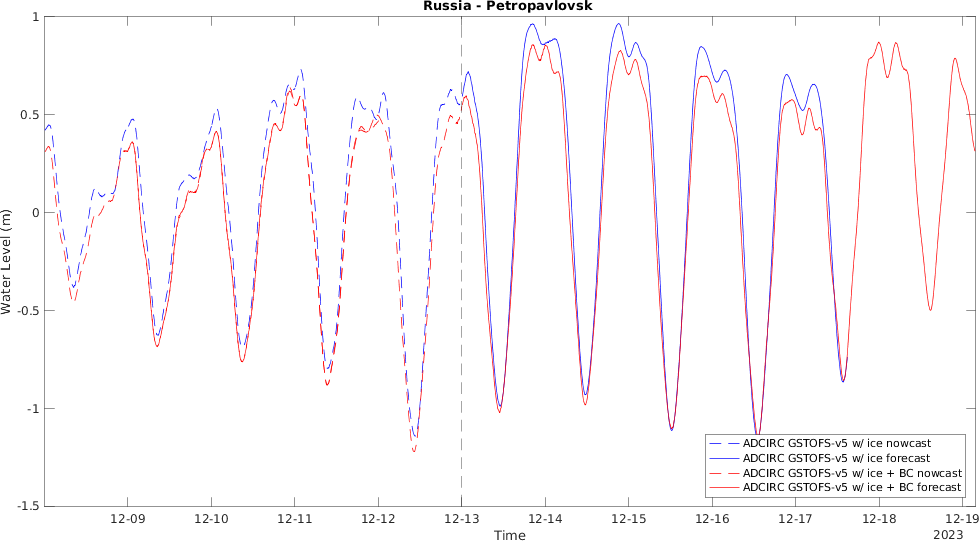 Russia - Petropavlovsk
1
0.5
0
-0.5
-1
-1.5
Water Level (m)
ADCIRC GSTOFS-v5 w/ ice nowcast
ADCIRC GSTOFS-v5 w/ ice forecast
ADCIRC GSTOFS-v5 w/ ice + BC nowcast
ADCIRC GSTOFS-v5 w/ ice + BC forecast
12-09 12-10 12-11 12-12 12-13 12-14 12-15 12-16 12-17 12-18 12-19
Time
2023